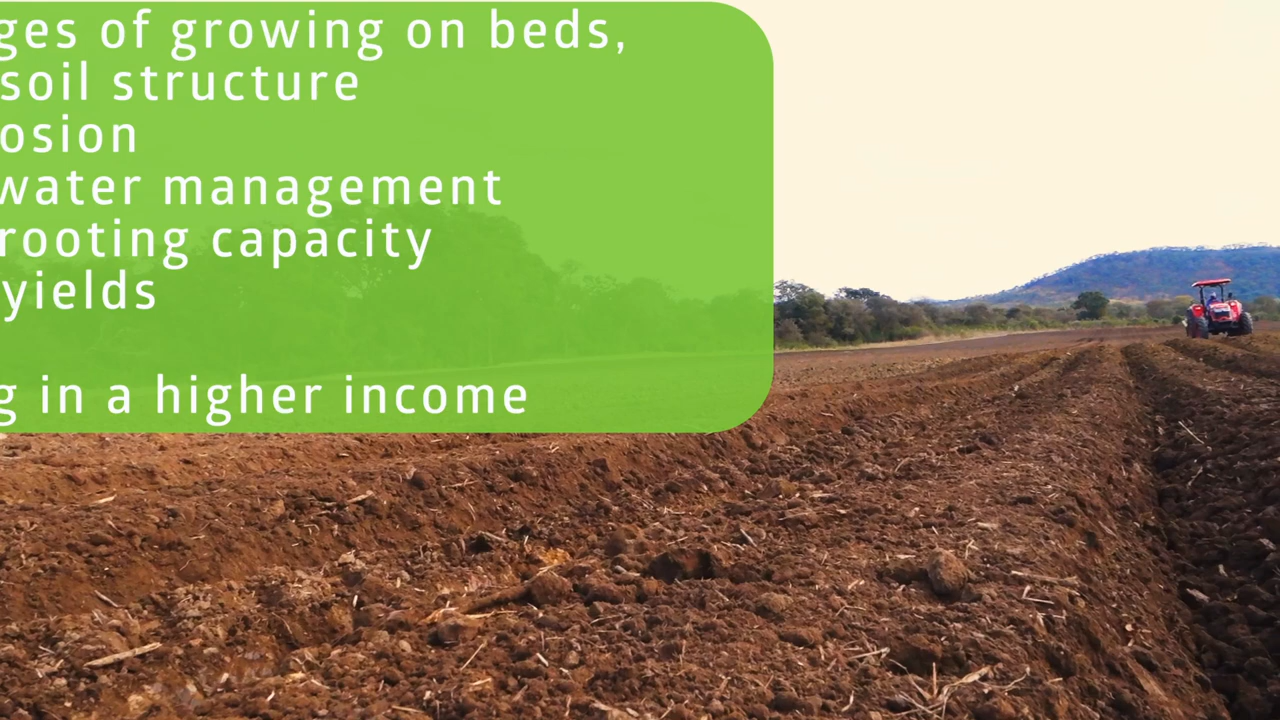 ges of growing on beds,
soil structure
osion
water management
rooting capacity
yields
g in a higher income